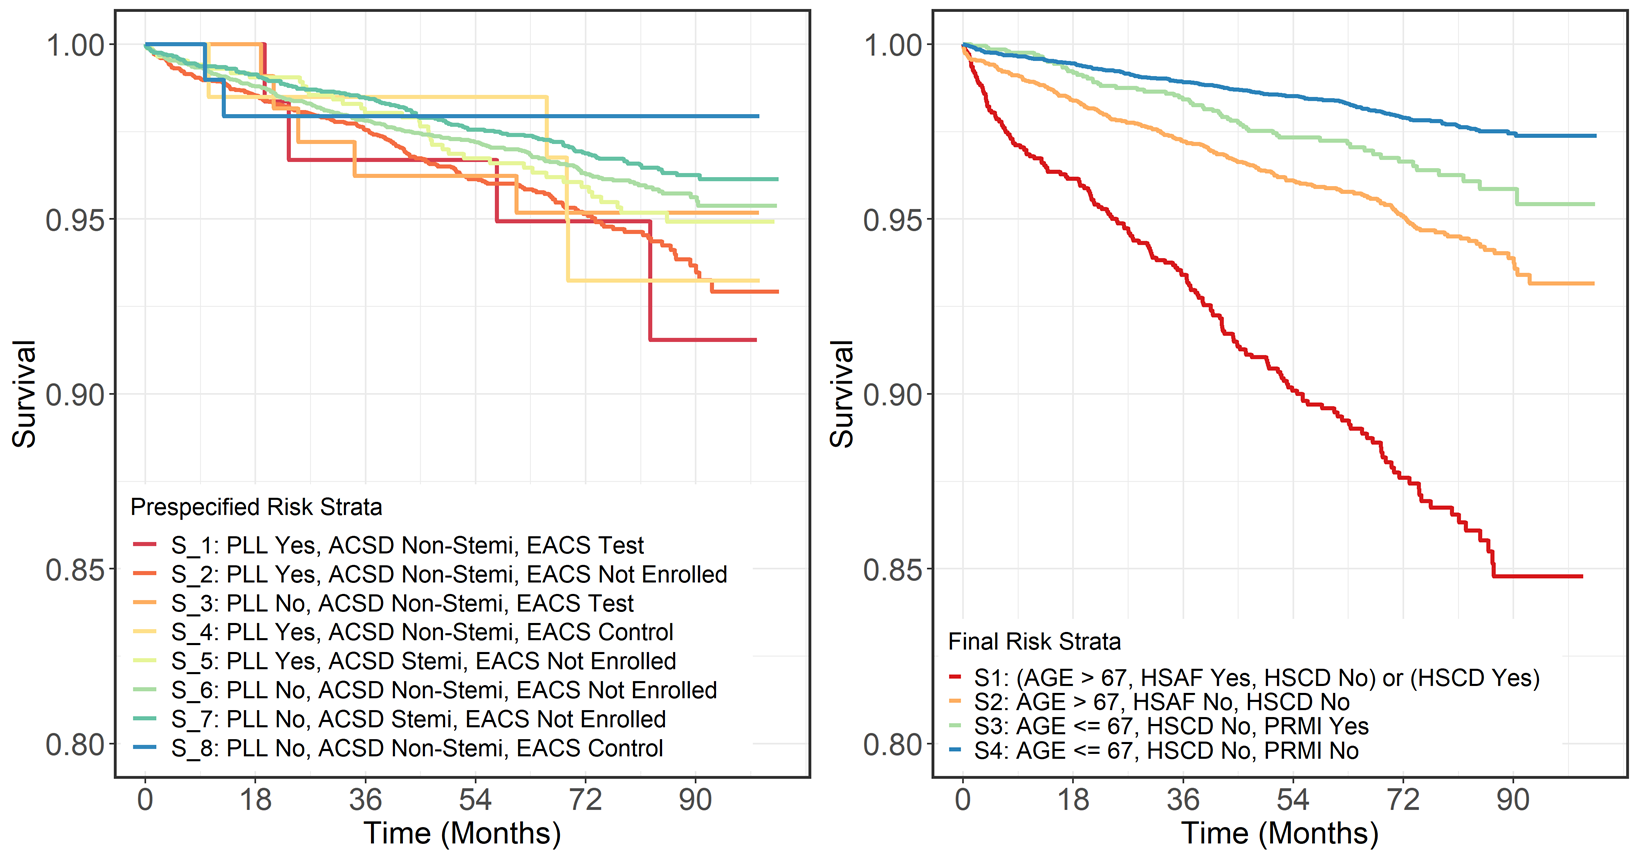 1.00
0.95
0.90
0.85
0.80
Survival
Prespecified Risk Strata
S_1: PLL Yes, ACSD Non-Stemi, EACS Test
S_2: PLL Yes, ACSD Non-Stemi, EACS Not Enrolled
S_3: PLL No, ACSD Non-Stemi, EACS Test
S_4: PLL Yes, ACSD Non-Stemi, EACS Control
S_5: PLL Yes, ACSD Stemi, EACS Not Enrolled
S_6: PLL No, ACSD Non-Stemi, EACS Not Enrolled
S_7: PLL No, ACSD Stemi, EACS Not Enrolled
S_8: PLL No, ACSD Non-Stemi, EACS Control
0 18 36 54 72 90
Time (Months)
1.00
0.95
0.90
0.85
0.80
Survival
Final Risk Strata
S1: (AGE > 67, HSAF Yes, HSCD No) or (HSCD Yes)
S2: AGE > 67, HSAF No, HSCD No
S3: AGE <= 67, HSCD No, PRMI Yes
S4: AGE <= 67, HSCD No, PRMI No
0 18 36 54 72 90
Time (Months)